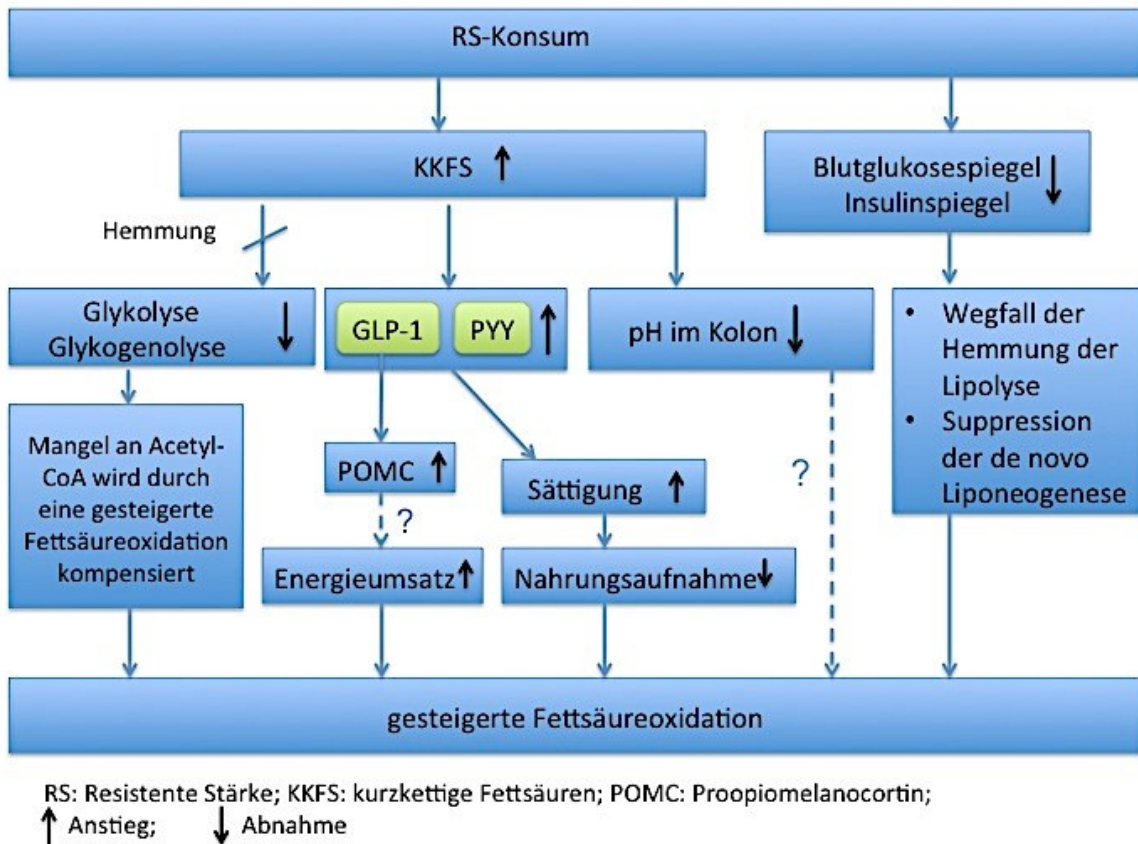 RS-Konsum
KKFS ↑
Blutglukosespiegel
Insulinspiegel ↓
Hemmung
Glykolyse
Glykogenolyse ↓
GLP-1 PYY ↑
pH im Kolon ↓
• Wegfall der
Hemmung der
Lipolyse
• Suppression
der de novo
Liponeogenese
Mangel an Acetyl-
CoA wird durch
eine gesteigerte
Fettsäureoxidation
kompensiert
POMC ↑
Sättigung ↑
?
?
Energieumsatz ↑
Nahrungsaufnahme ↓
gesteigerte Fettsäureoxidation
RS: Resistente Stärke; KKFS: kurzkettige Fettsäuren; POMC: Proopiomelanocortin;
↑ Anstieg; ↓ Abnahme